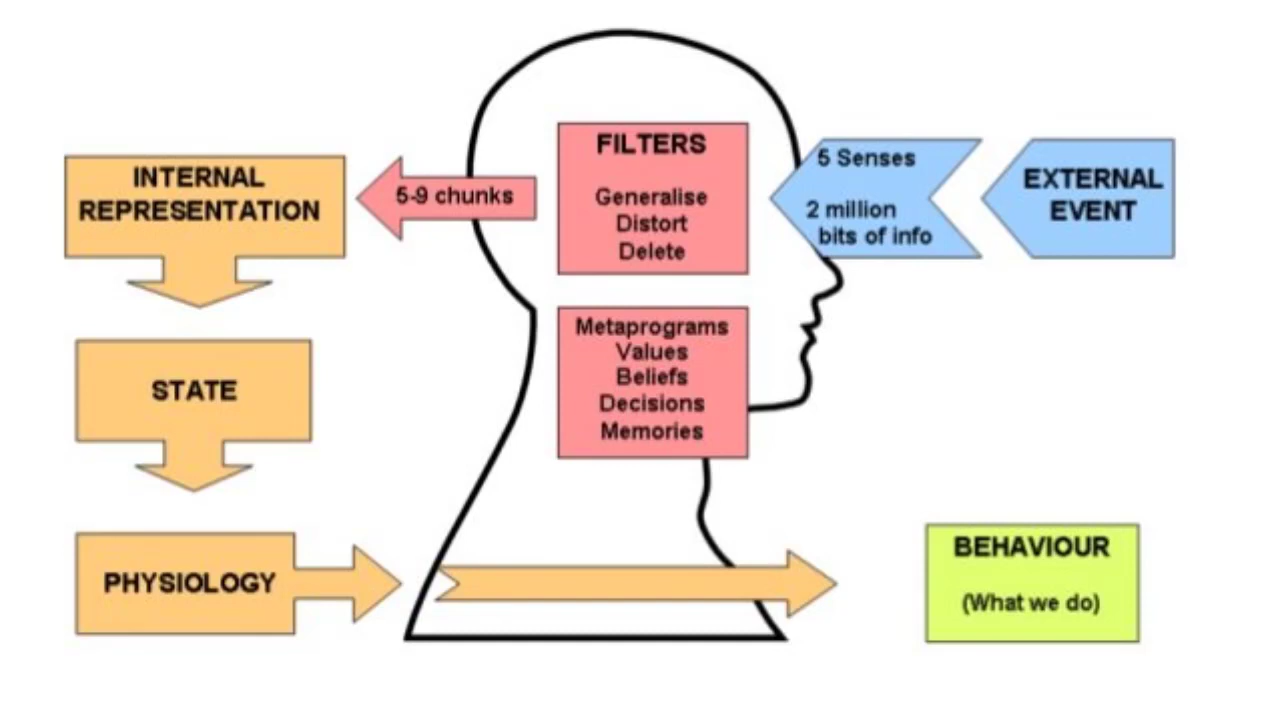 EXTERNAL
EVENT
5 Senses
2 million
bits of info
FILTERS
Generalise
Distort
Delete
Metaprograms
Values
Beliefs
Decisions
Memories
5-9 chunks
INTERNAL
REPRESENTATION
STATE
PHYSIOLOGY
BEHAVIOUR
(What we do)